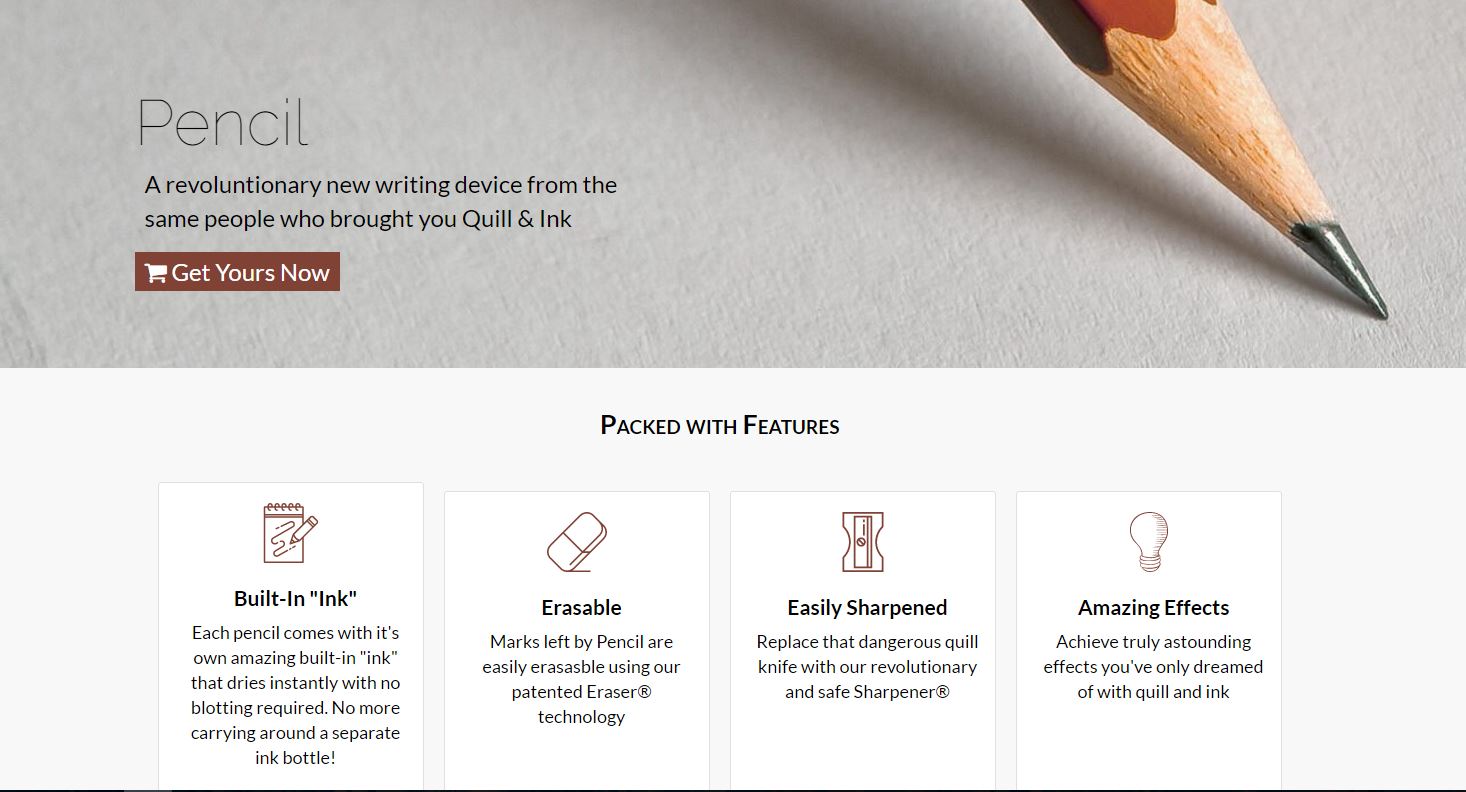 Pencil
A revoluntionary new writing device from the
same people who brought you Quill & Ink
Get Yours Now
Packed with Features
Built-In "Ink"
Each pencil comes with it's
own amazing built-in "ink"
that dries instantly with no
blotting required. No more
carrying around a separate
ink bottle!
Erasable
Marks left by Pencil are
easily erasasble using our
patented Eraser®
technology
Easily Sharpened
Replace that dangerous quill
knife with our revolutionary
and safe Sharpener®
Amazing Effects
Achieve truly astounding
effects you've only dreamed
of with quill and ink